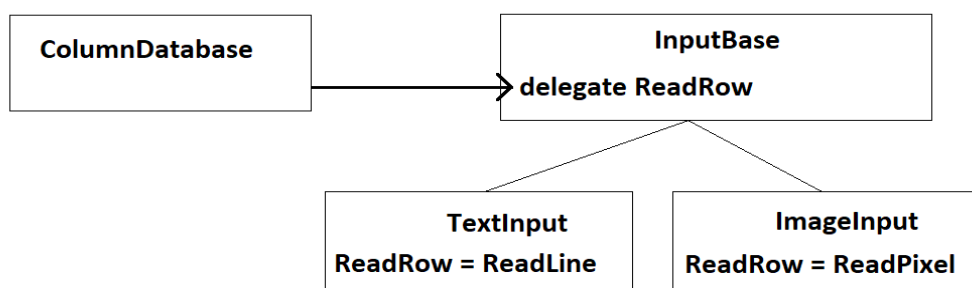 ColumnDatabase
InputBase
delegate ReadRow
TextInput
ReadRow = ReadLine
ImageInput
ReadRow = ReadPixel